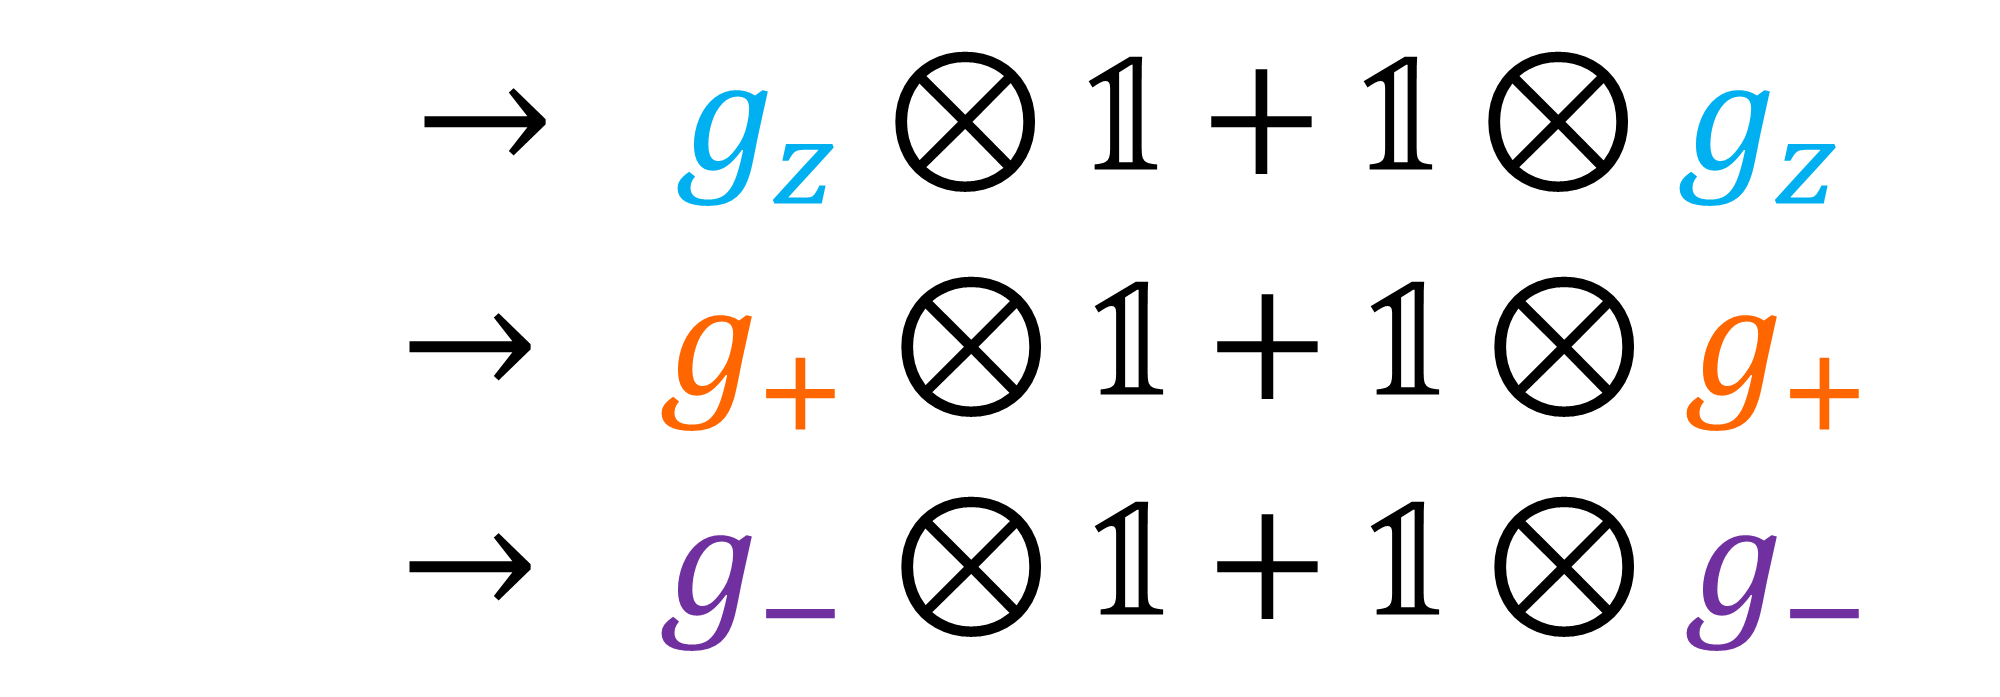 → g_z ⊗ 𝟙 + 𝟙 ⊗ g_z
→ g_+ ⊗ 𝟙 + 𝟙 ⊗ g_+
→ g_− ⊗ 𝟙 + 𝟙 ⊗ g_−